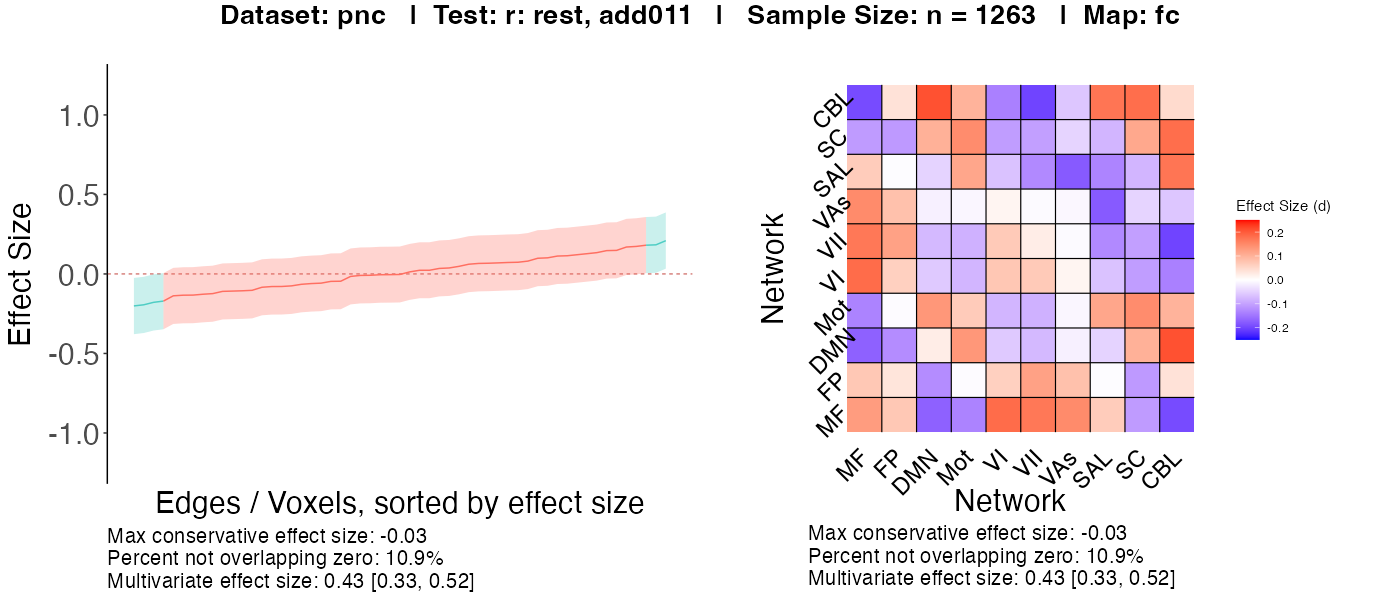 Dataset: pnc | Test: r: rest, add011 | Sample Size: n = 1263 | Map: fc
Effect Size
1.0
0.5
0.0
-0.5
-1.0
Edges / Voxels, sorted by effect size
Max conservative effect size: -0.03
Percent not overlapping zero: 10.9%
Multivariate effect size: 0.43 [0.33, 0.52]
Network
CBL
SC
SAL
VAs
VII
VI
Mot
DMN
FP
MF
MF FP DMN Mot VI VII VAs SAL SC CBL
Network
Max conservative effect size: -0.03
Percent not overlapping zero: 10.9%
Multivariate effect size: 0.43 [0.33, 0.52]
Effect Size (d)
0.2
0.1
0.0
-0.1
-0.2